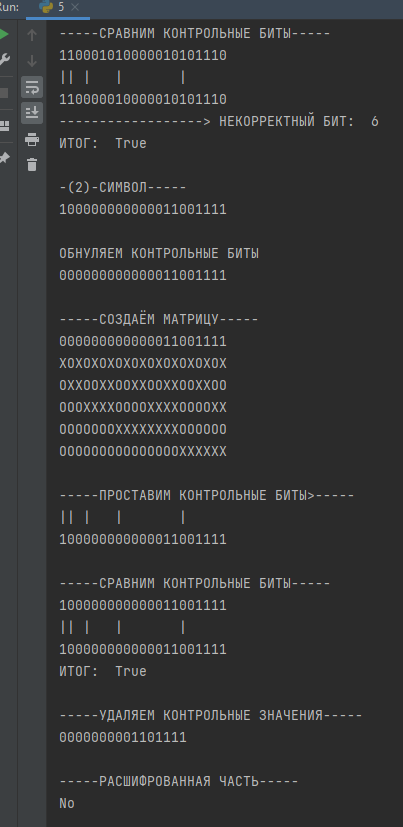 Run:
5
-----СРАВНИМ КОНТРОЛЬНЫЕ БИТЫ-----
110001010000010101110
|| |   |       |
110000010000010101110
------------------> НЕКОРРЕКТНЫЙ БИТ:  6
ИТОГ:  True
-(2)-СИМВОЛ-----
100000000000011001111
ОБНУЛЯЕМ КОНТРОЛЬНЫЕ БИТЫ
000000000000011001111
-----СОЗДАЁМ МАТРИЦУ-----
000000000000011001111
XOXOXOXOXOXOXOXOXOXOX
OXXOOXXOOXXOOXXOOXXOO
OOOXXXXOOOOXXXXOOOOXX
OOOOOOOXXXXXXXXOOOOOO
OOOOOOOOOOOOOOOXXXXXX
-----ПРОСТАВИМ КОНТРОЛЬНЫЕ БИТЫ>-----
|| |   |       |
100000000000011001111
-----СРАВНИМ КОНТРОЛЬНЫЕ БИТЫ-----
100000000000011001111
|| |   |       |
100000000000011001111
ИТОГ:  True
-----УДАЛЯЕМ КОНТРОЛЬНЫЕ ЗНАЧЕНИЯ-----
0000000001101111
-----РАСШИФРОВАННАЯ ЧАСТЬ-----
No